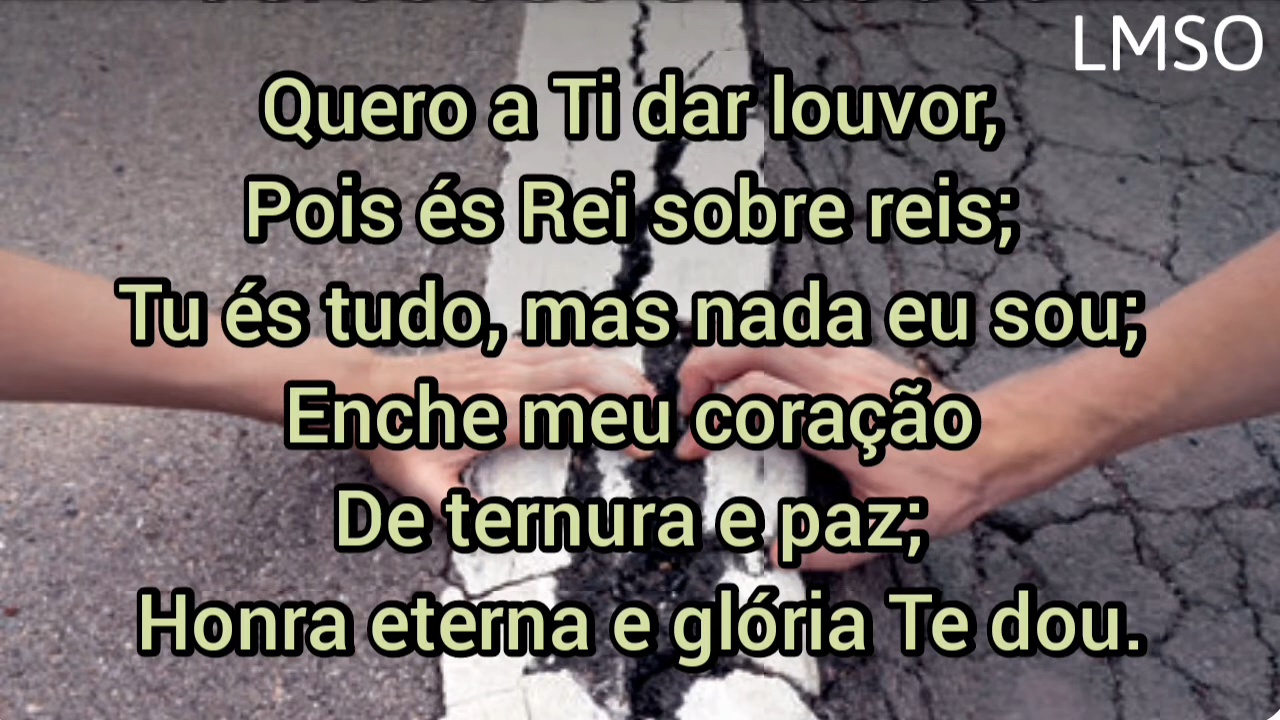 LMSO
Quero a Ti dar louvor,
Pois és Rei sobre reis;
Tu és tudo, mas nada eu sou;
Enche meu coração
De ternura e paz;
Honra eterna e glória Te dou.